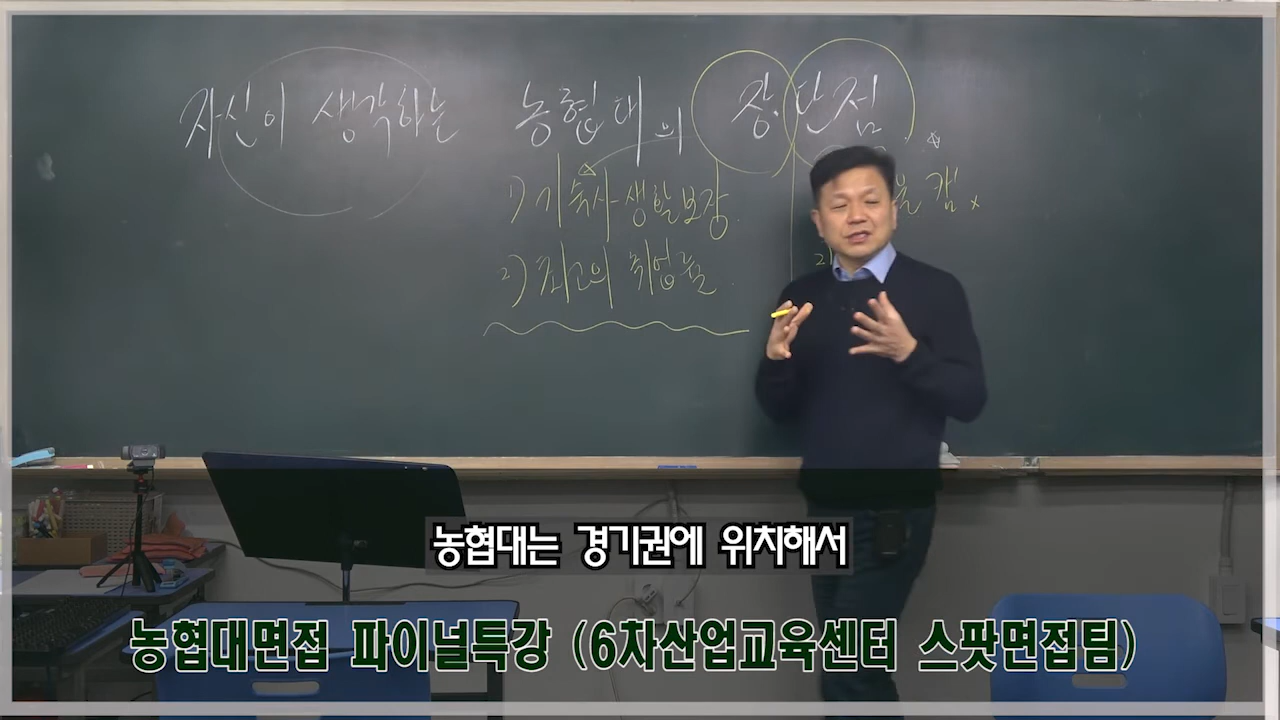 자신이 생각하는 농협대의 장.단점.
1) 기숙사 생활보장.
2) 최고의 취업률.
캠 x
2)
농협대는 경기권에 위치해서
농협대면접 파이널특강 (6차산업교육센터 스팟면접팀)